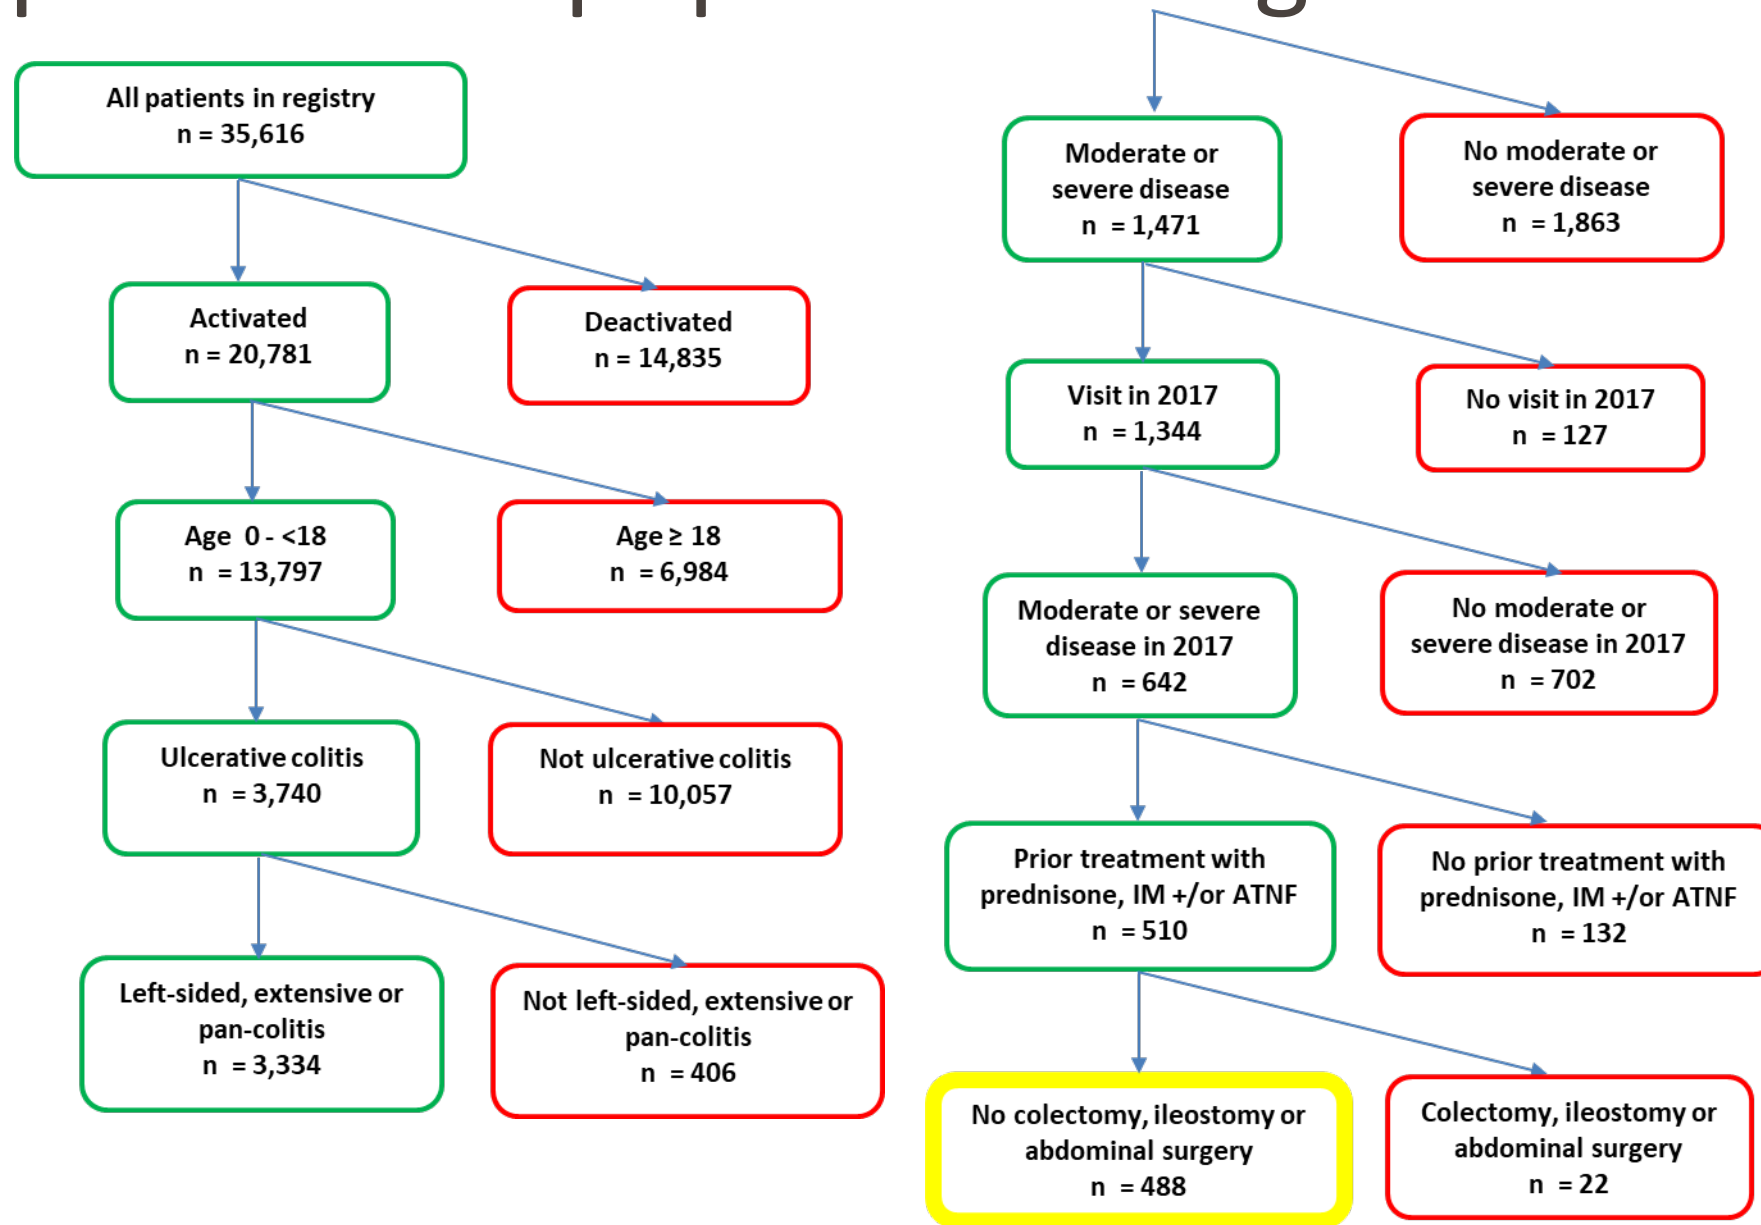 All patients in registry
n = 35,616
Activated
n = 20,781
Deactivated
n = 14,835
Age 0 - <18
n = 13,797
Age ≥ 18
n = 6,984
Ulcerative colitis
n = 3,740
Not ulcerative colitis
n = 10,057
Left-sided, extensive or
pan-colitis
n = 3,334
Not left-sided, extensive or
pan-colitis
n = 406
Moderate or
severe disease
n = 1,471
No moderate or
severe disease
n = 1,863
Visit in 2017
n = 1,344
No visit in 2017
n = 127
Moderate or severe
disease in 2017
n = 642
No moderate or
severe disease in 2017
n = 702
Prior treatment with
prednisone, IM +/or ATNF
n = 510
No prior treatment with
prednisone, IM +/or ATNF
n = 132
No colectomy, ileostomy or
abdominal surgery
n = 488
Colectomy, ileostomy or
abdominal surgery
n = 22